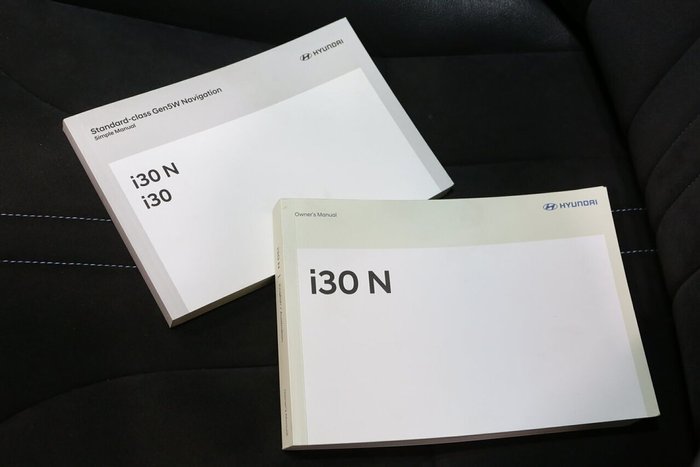 HYUNDAI
Standard-class Gen5W Navigation
Simple Manual
i30 N
i30
Owner's Manual
HYUNDAI
i30 N